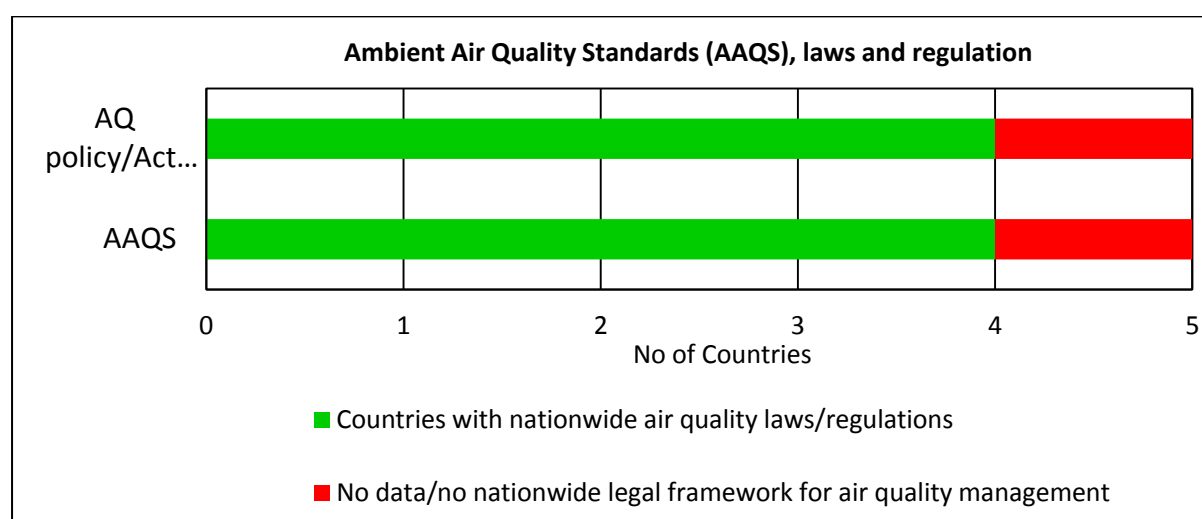 Ambient Air Quality Standards (AAQS), laws and regulation
AQ
policy/Act...
AAQS
0 1 2 3 4 5
No of Countries
Countries with nationwide air quality laws/regulations
No data/no nationwide legal framework for air quality management